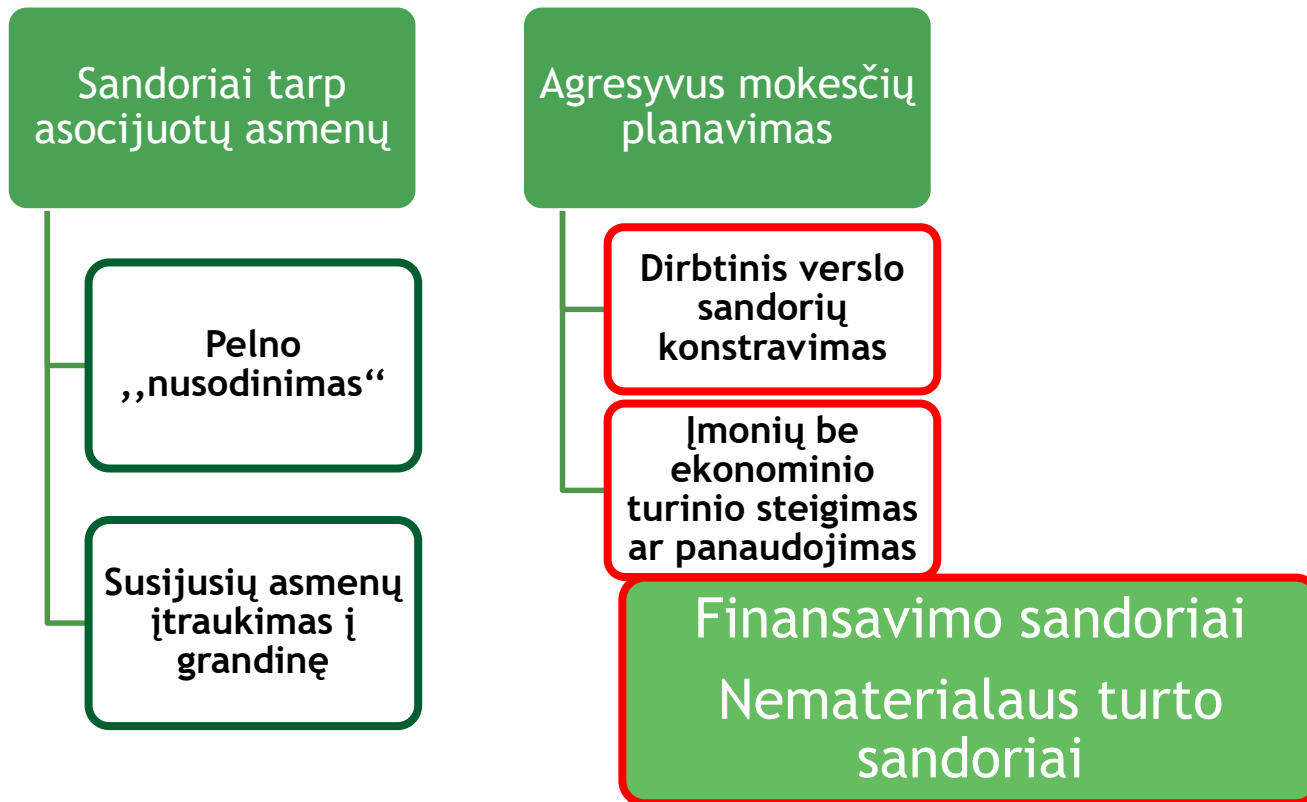 Sandoriai tarp
asocijuotų asmenų
Pelno
,,nusodinimas“
Susijusių asmenų
įtraukimas į
grandinę
Agresyvus mokesčių
planavimas
Dirbtinis verslo
sandorių
konstravimas
Įmonių be
ekonominio
turinio steigimas
ar panaudojimas
Finansavimo sandoriai
Nematerialaus turto
sandoriai